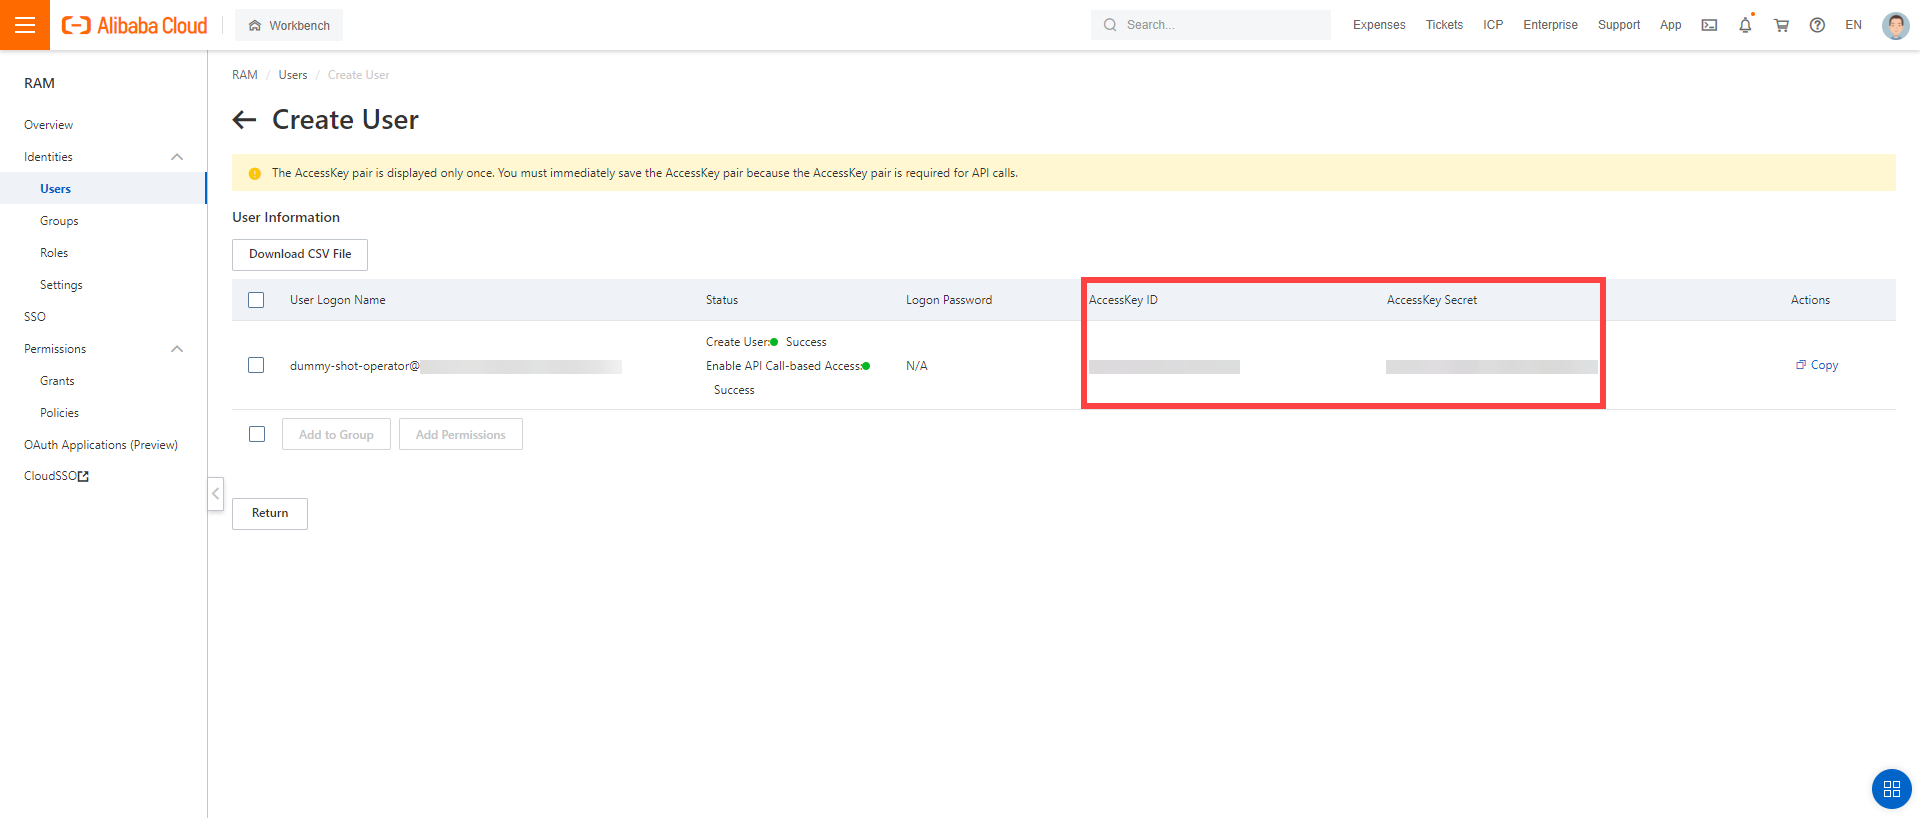 Alibaba Cloud
Workbench
Search...
Expenses
Tickets
ICP
Enterprise
Support
App
EN
RAM
Overview
Identities
Users
Groups
Roles
Settings
SSO
Permissions
Grants
Policies
OAuth Applications (Preview)
CloudSSO
RAM / Users / Create User
Create User
The AccessKey pair is displayed only once. You must immediately save the AccessKey pair because the AccessKey pair is required for API calls.
User Information
Download CSV File
User Logon Name Status Logon Password AccessKey ID AccessKey Secret Actions
dummy-shot-operator@
Create User: Success
Enable API Call-based Access:
Success
N/A
Copy
Add to Group
Add Permissions
Return